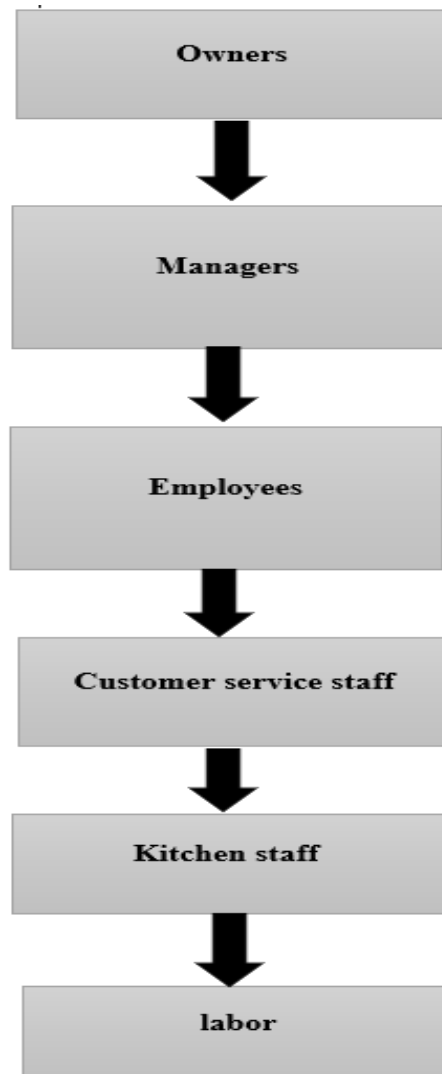 Owners
Managers
Employees
Customer service staff
Kitchen staff
labor